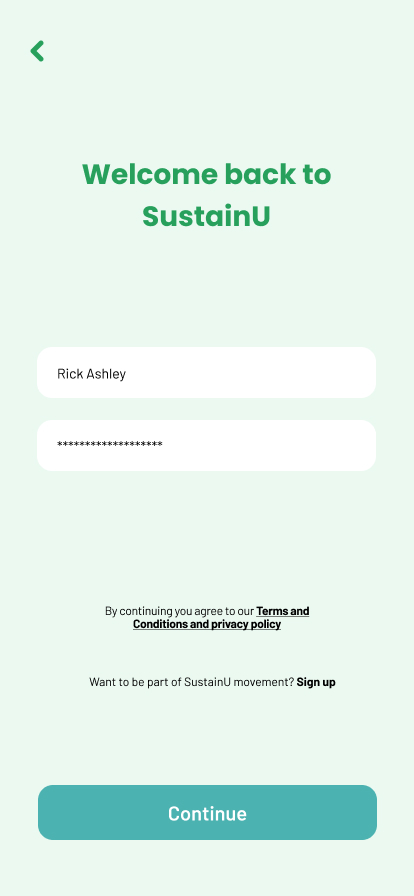 Welcome back to
SustainU
Rick Ashley
*******************
By continuing you agree to our Terms and
Conditions and privacy policy
Want to be part of SustainU movement? Sign up
Continue